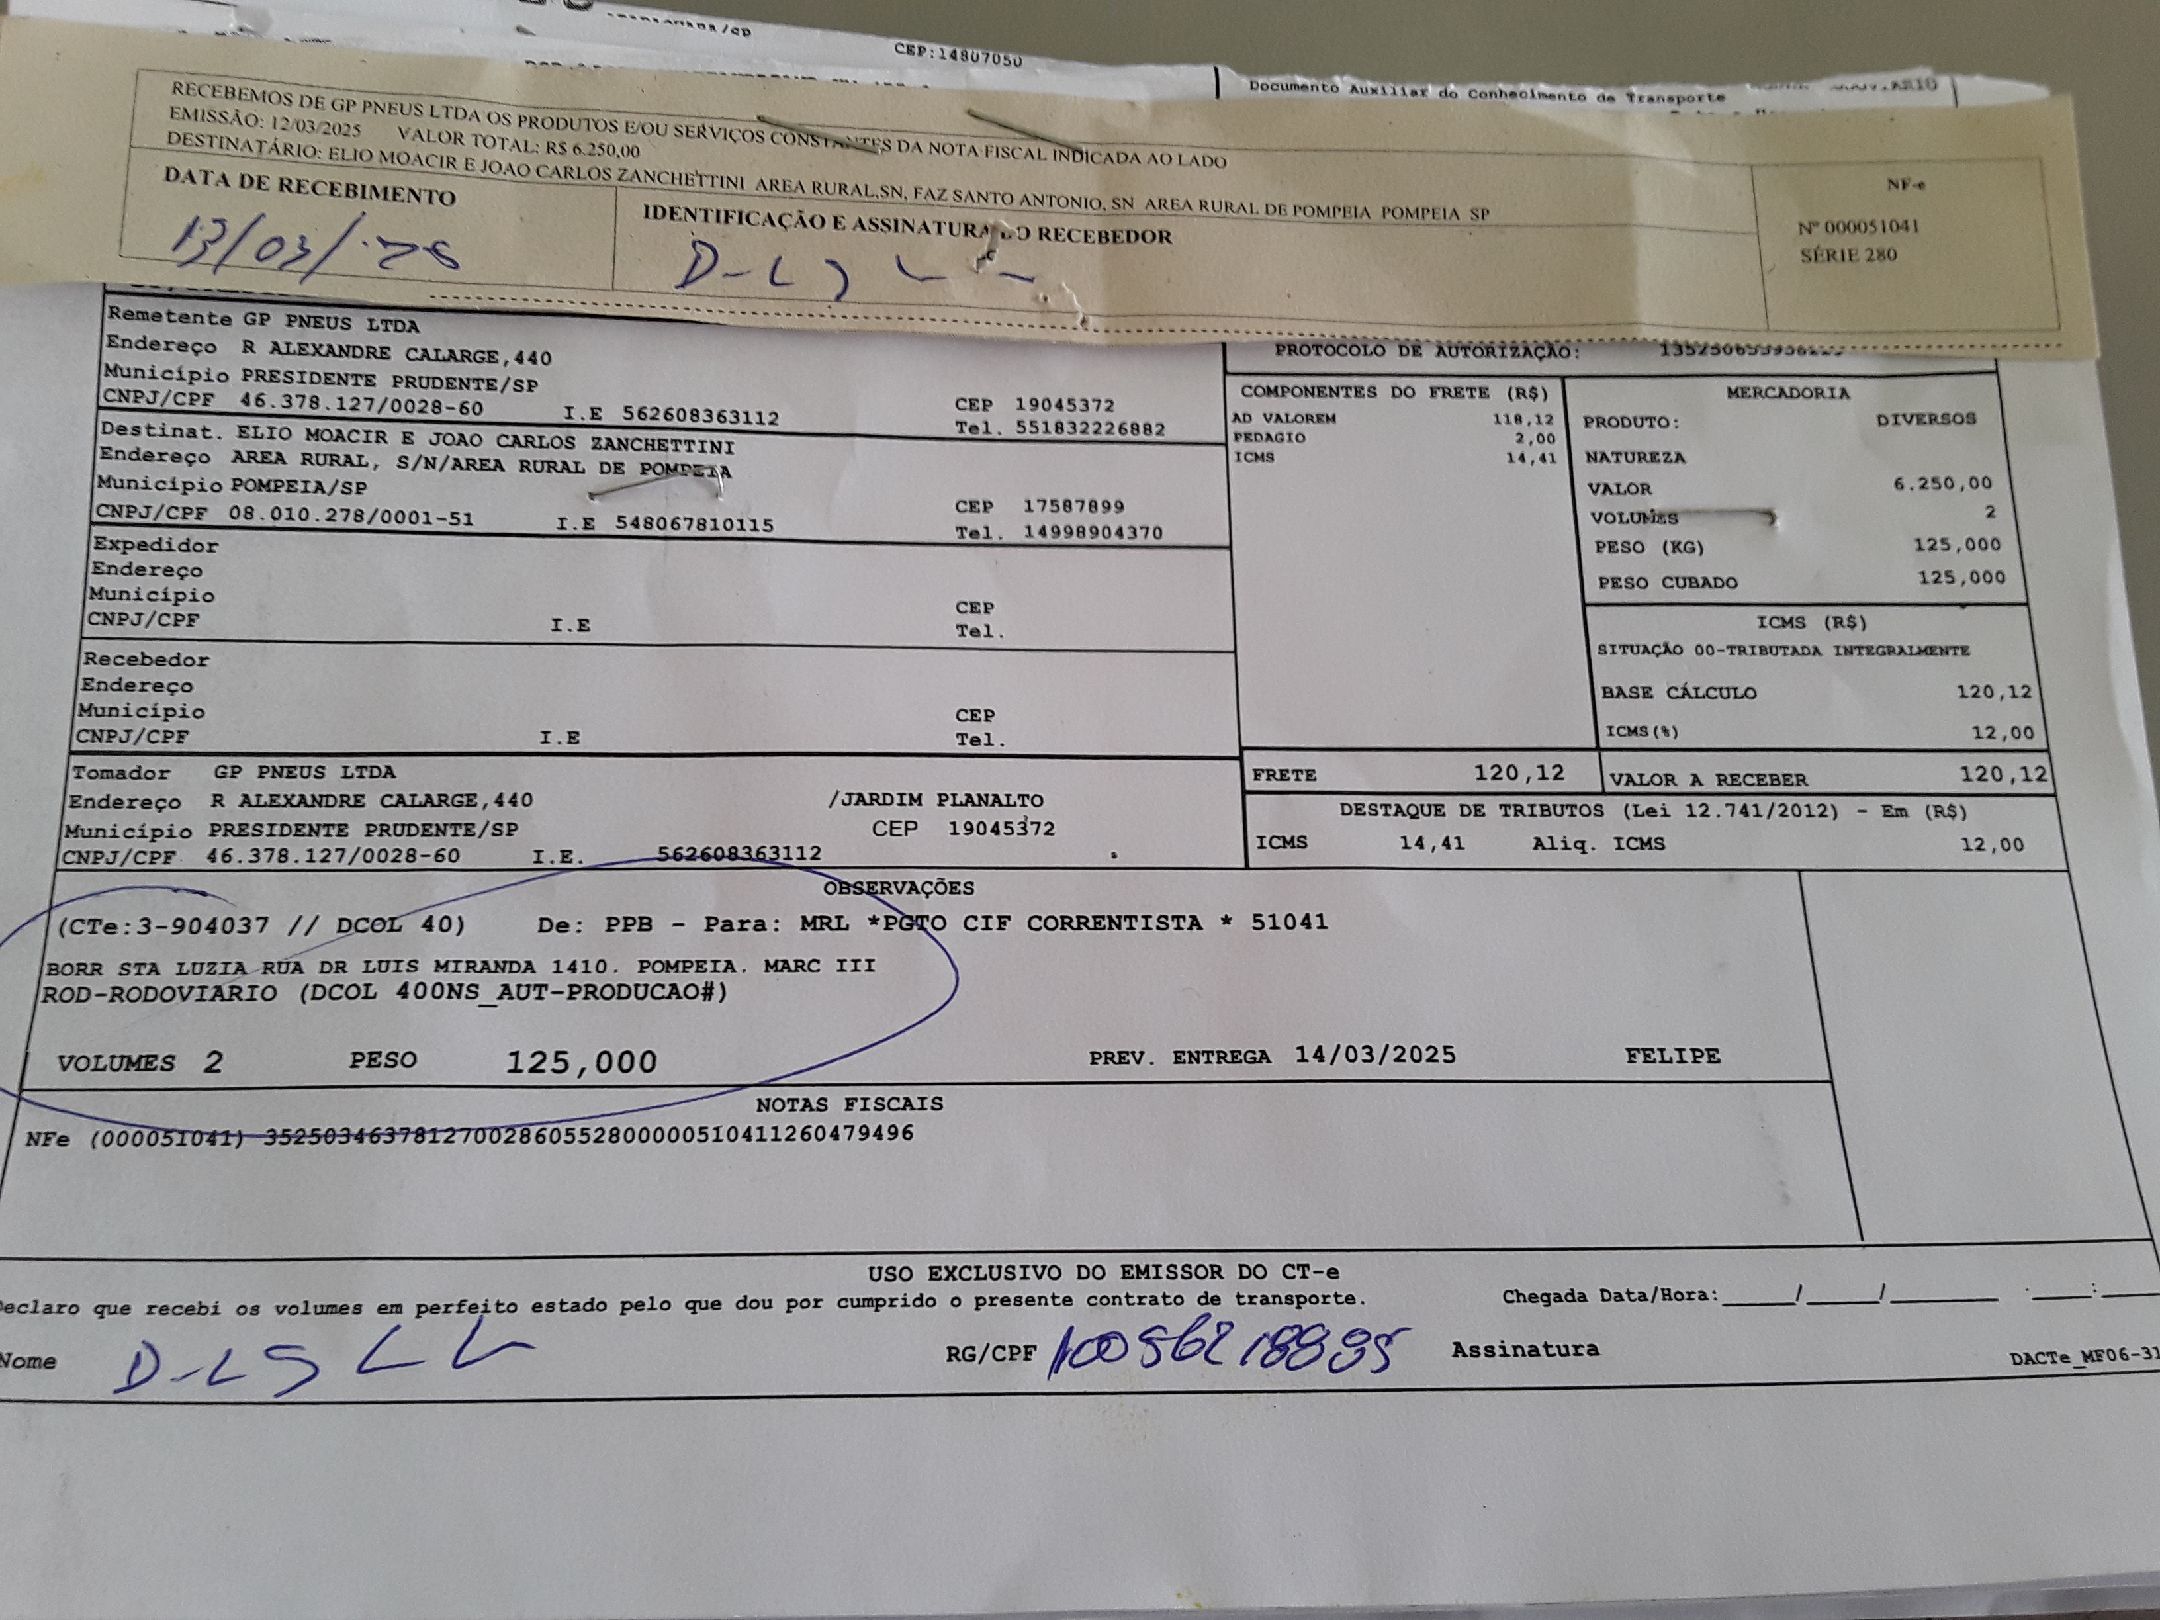 CEP:14807050
Documento Auxiliar do Conhecimento de Transporte
RECEBEMOS DE GP PNEUS LTDA OS PRODUTOS E/OU SERVIÇOS CONSTANTES DA NOTA FISCAL INDICADA AO LADO
EMISSÃO: 12/03/2025 VALOR TOTAL: R$ 6.250,00
DESTINATÁRIO: ELIO MOACIR E JOAO CARLOS ZANCHETTINI AREA RURAL,SN, FAZ SANTO ANTONIO, SN AREA RURAL DE POMPEIA POMPEIA SP
DATA DE RECEBIMENTO
13/03/25
IDENTIFICAÇÃO E ASSINATURA DO RECEBEDOR
NF-e
Nº 000051041
SÉRIE 280
Remetente GP PNEUS LTDA
Endereço R ALEXANDRE CALARGE,440
Município PRESIDENTE PRUDENTE/SP
CNPJ/CPF 46.378.127/0028-60 I.E 562608363112
CEP 19045372
Tel. 551832226882
Destinat. ELIO MOACIR E JOAO CARLOS ZANCHETTINI
Endereço AREA RURAL, S/N/AREA RURAL DE POMPEIA
Município POMPEIA/SP
CNPJ/CPF 08.010.278/0001-51 I.E 548067810115
CEP 17587899
Tel. 14998904370
Expedidor
Endereço
Município
CNPJ/CPF I.E
CEP
Tel.
Recebedor
Endereço
Município
CNPJ/CPF I.E
CEP
Tel.
Tomador GP PNEUS LTDA
Endereço R ALEXANDRE CALARGE,440 /JARDIM PLANALTO
Município PRESIDENTE PRUDENTE/SP CEP 19045372
CNPJ/CPF 46.378.127/0028-60 I.E. 562608363112
PROTOCOLO DE AUTORIZAÇÃO:
COMPONENTES DO FRETE (R$)
AD VALOREM 118,12
PEDAGIO 2,00
ICMS 14,41
MERCADORIA
PRODUTO: DIVERSOS
NATUREZA
VALOR 6.250,00
VOLUMES 2
PESO (KG) 125,000
PESO CUBADO 125,000
ICMS (R$)
SITUAÇÃO 00-TRIBUTADA INTEGRALMENTE
BASE CÁLCULO 120,12
ICMS(%) 12,00
FRETE 120,12 VALOR A RECEBER 120,12
DESTAQUE DE TRIBUTOS (Lei 12.741/2012) - Em (R$)
ICMS 14,41 Aliq. ICMS 12,00
OBSERVAÇÕES
(CTe:3-904037 // DCOL 40) De: PPB - Para: MRL *PGTO CIF CORRENTISTA * 51041
BORR STA LUZIA RUA DR LUIS MIRANDA 1410. POMPEIA. MARC III
ROD-RODOVIARIO (DCOL 400NS_AUT-PRODUCAO#)
VOLUMES 2 PESO 125,000 PREV. ENTREGA 14/03/2025 FELIPE
NOTAS FISCAIS
NFe (000051041) 35250346378127002860552800000510411260479496
USO EXCLUSIVO DO EMISSOR DO CT-e
Declaro que recebi os volumes em perfeito estado pelo que dou por cumprido o presente contrato de transporte. Chegada Data/Hora:____/____/______ ____:____
Nome RG/CPF Assinatura
DACTe_MF06-31